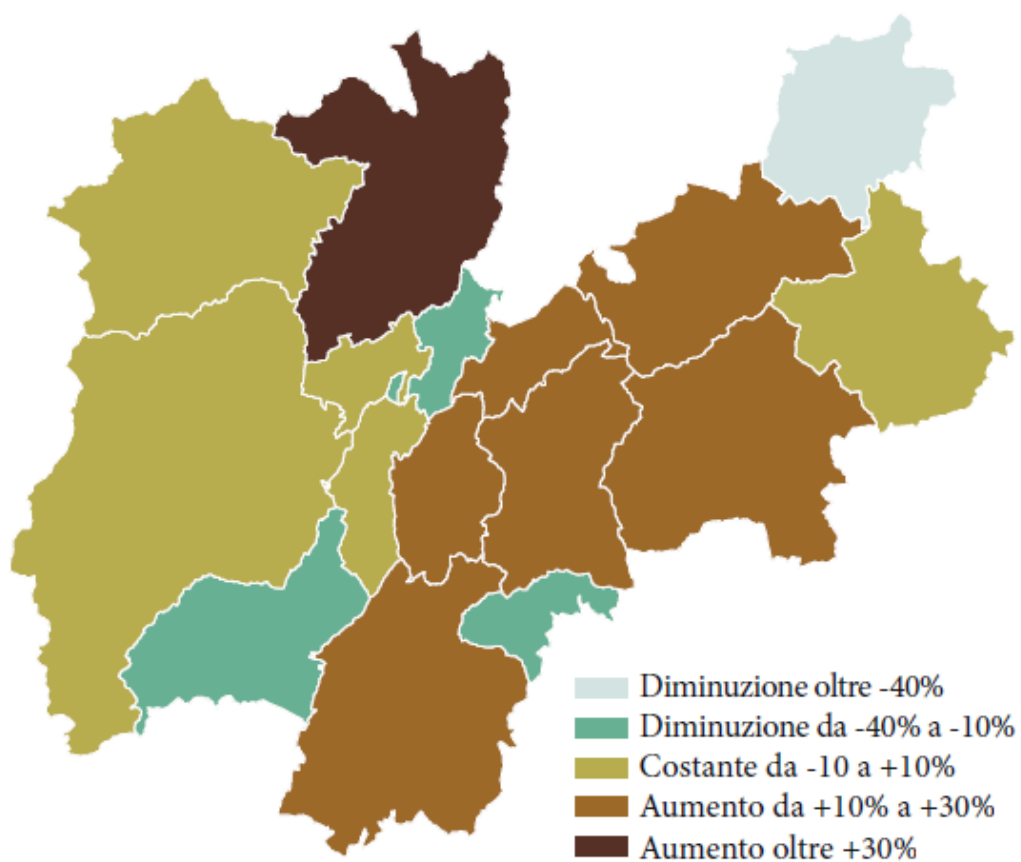 Diminuzione oltre -40%
Diminuzione da -40% a -10%
Costante da -10 a +10%
Aumento da +10% a +30%
Aumento oltre +30%